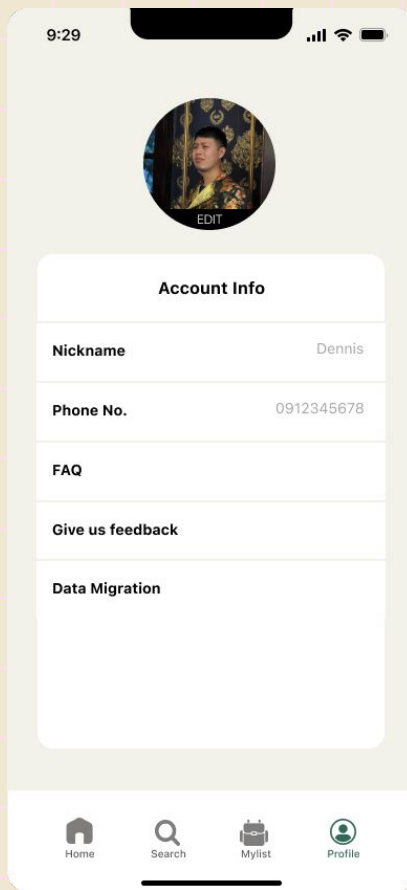 9:29
EDIT
Account Info
Nickname Dennis
Phone No. 0912345678
FAQ
Give us feedback
Data Migration
Home Search Mylist Profile